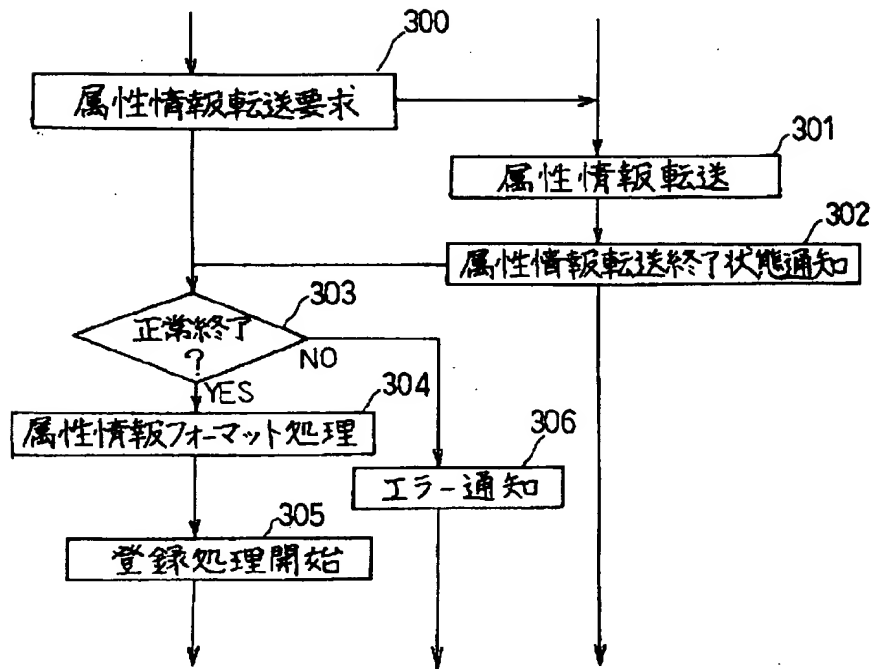 300
属性情報転送要求
301
属性情報転送
302
属性情報転送終了状態通知
303
正常終了
?
NO
YES
304
属性情報フォーマット処理
306
エラー通知
305
登録処理開始